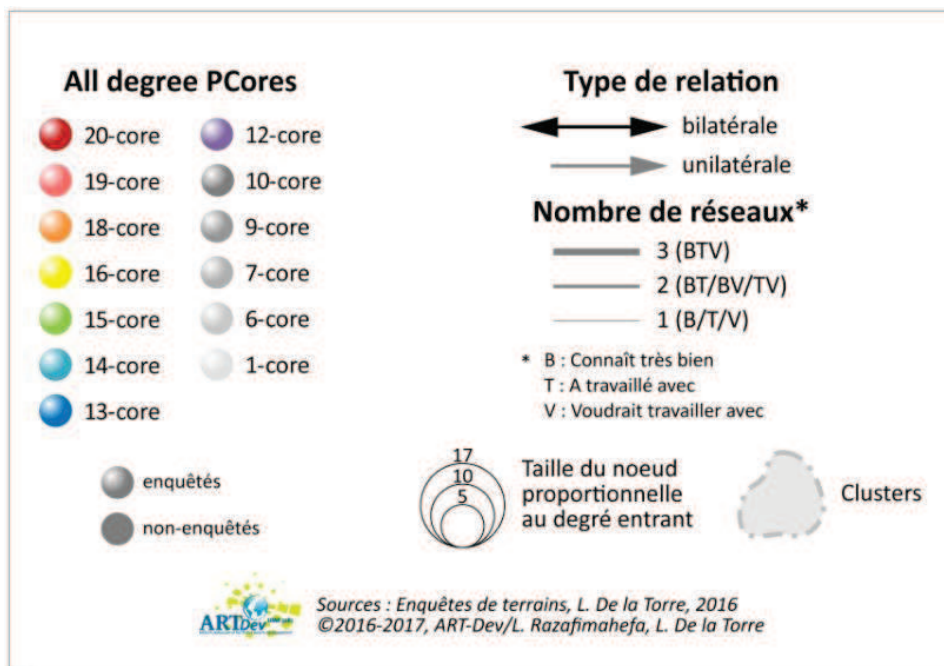 All degree PCores
20-core
19-core
18-core
16-core
15-core
14-core
13-core
12-core
10-core
9-core
7-core
6-core
1-core
Type de relation
bilatérale
unilatérale
Nombre de réseaux*
3 (BTV)
2 (BT/BV/TV)
1 (B/T/V)
* B : Connaît très bien
T : A travaillé avec
V : Voudrait travailler avec
enquêtés
non-enquêtés
17
10
5
Taille du noeud
proportionnelle
au degré entrant
Clusters
ARTDev
Sources : Enquêtes de terrains, L. De la Torre, 2016
©2016-2017, ART-Dev/L. Razafimahefa, L. De la Torre